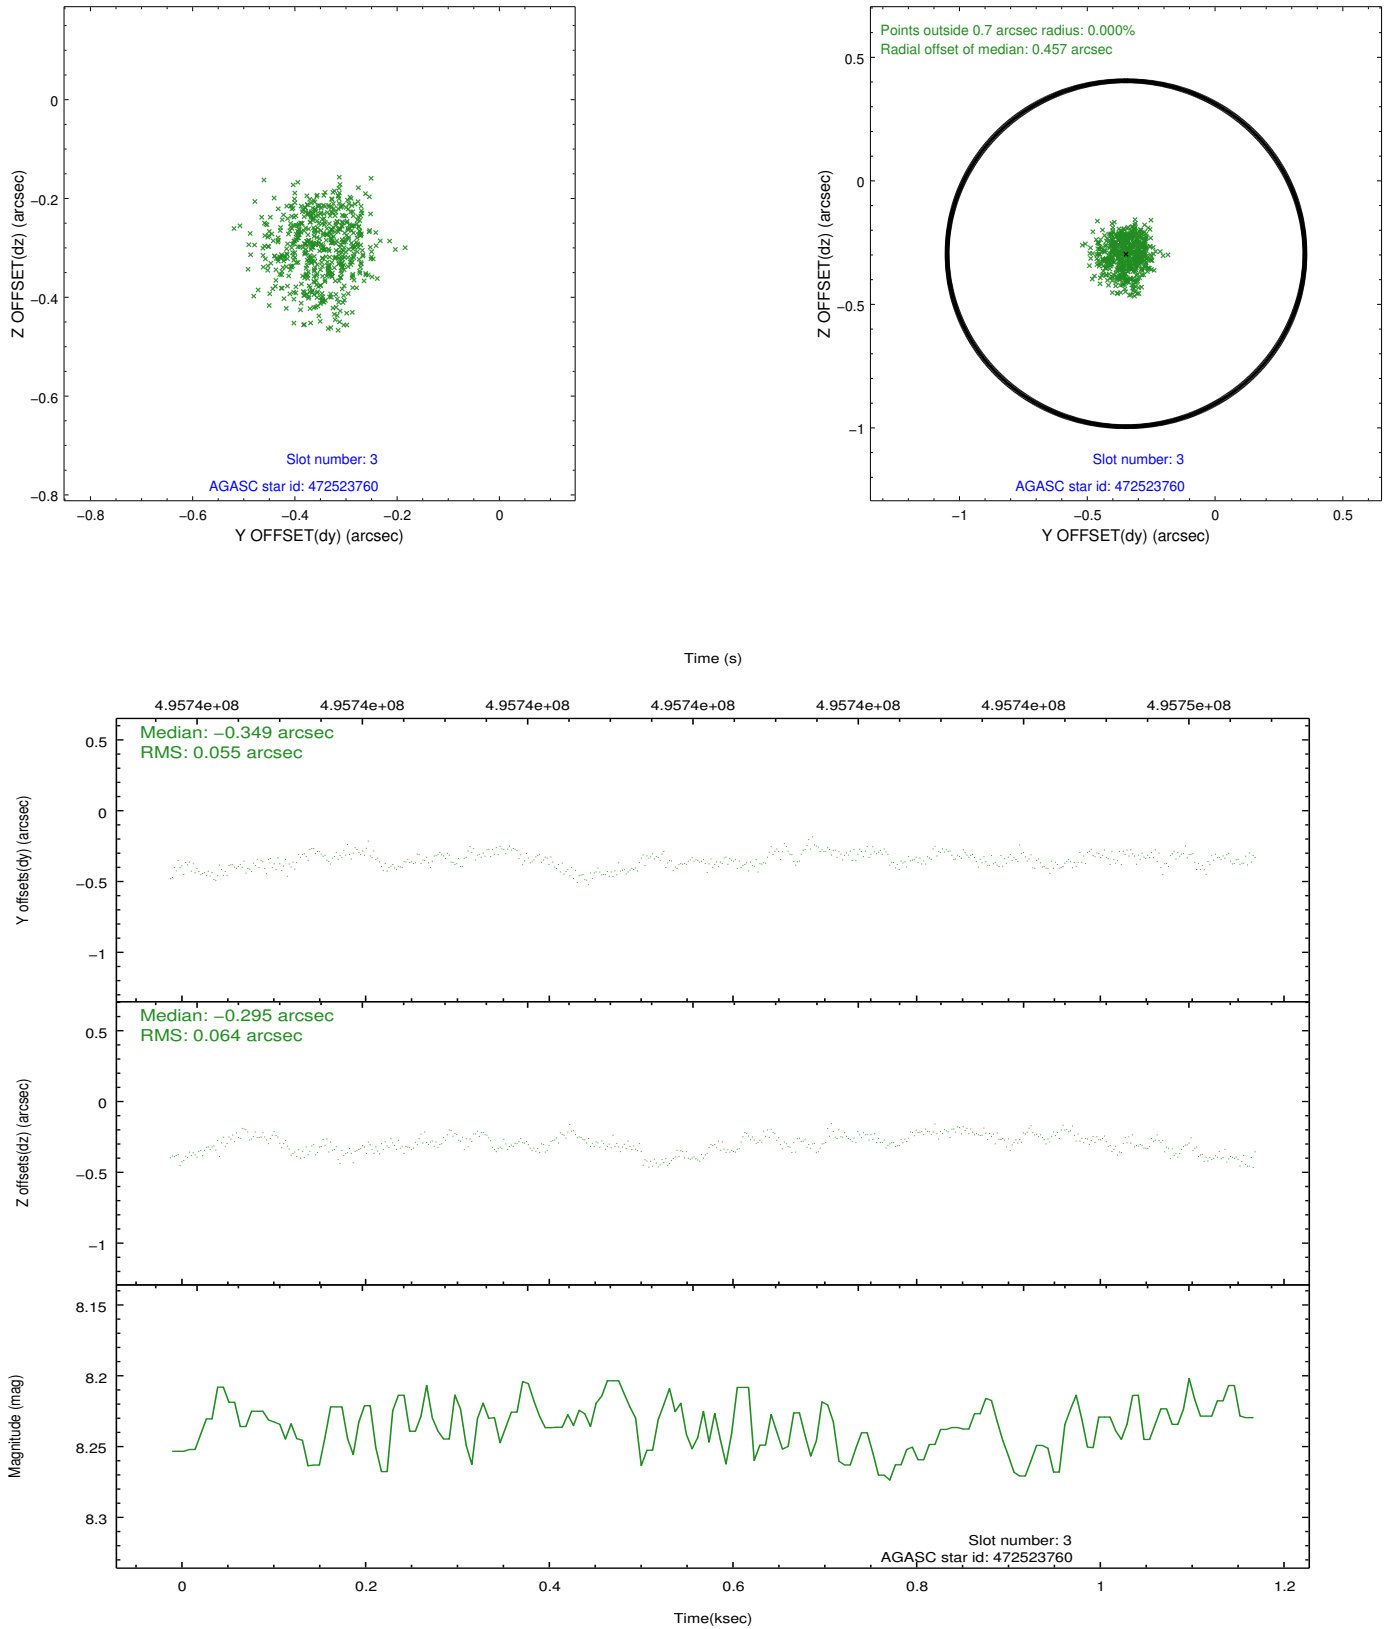 0
−0.2
−0.4
−0.6
−0.8
Z OFFSET(dz) (arcsec)
Slot number: 3
AGASC star id: 472523760
−0.8 −0.6 −0.4 −0.2 0
Y OFFSET(dy) (arcsec)
Points outside 0.7 arcsec radius: 0.000%
Radial offset of median: 0.457 arcsec
0.5
0
−0.5
−1
Z OFFSET(dz) (arcsec)
Slot number: 3
AGASC star id: 472523760
−1 −0.5 0 0.5
Y OFFSET(dy) (arcsec)
Time (s)
4.9574e+08 4.9574e+08 4.9574e+08 4.9574e+08 4.9574e+08 4.9574e+08 4.9575e+08
Median: −0.349 arcsec
RMS: 0.055 arcsec
0.5
0
−0.5
−1
Y offsets(dy) (arcsec)
Median: −0.295 arcsec
RMS: 0.064 arcsec
0.5
0
−0.5
−1
Z offsets(dz) (arcsec)
8.15
8.2
8.25
8.3
Magnitude (mag)
Slot number: 3
AGASC star id: 472523760
0 0.2 0.4 0.6 0.8 1 1.2
Time(ksec)